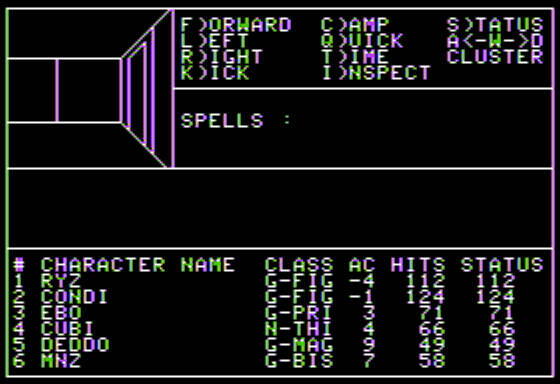 F)ORWARD C)AMP S)TATUS
L)EFT Q)UICK A<-W->D
R)IGHT T)IME CLUSTER
K)ICK I)NSPECT
SPELLS :
# CHARACTER NAME CLASS AC HITS STATUS
1 RYZ G-FIG -4 112 112
2 CONDI G-FIG -1 124 124
3 EBO G-PRI 3 71 71
4 CUBI N-THI 4 66 66
5 DEDDO G-MAG 9 49 49
6 MNZ G-BIS 7 58 58